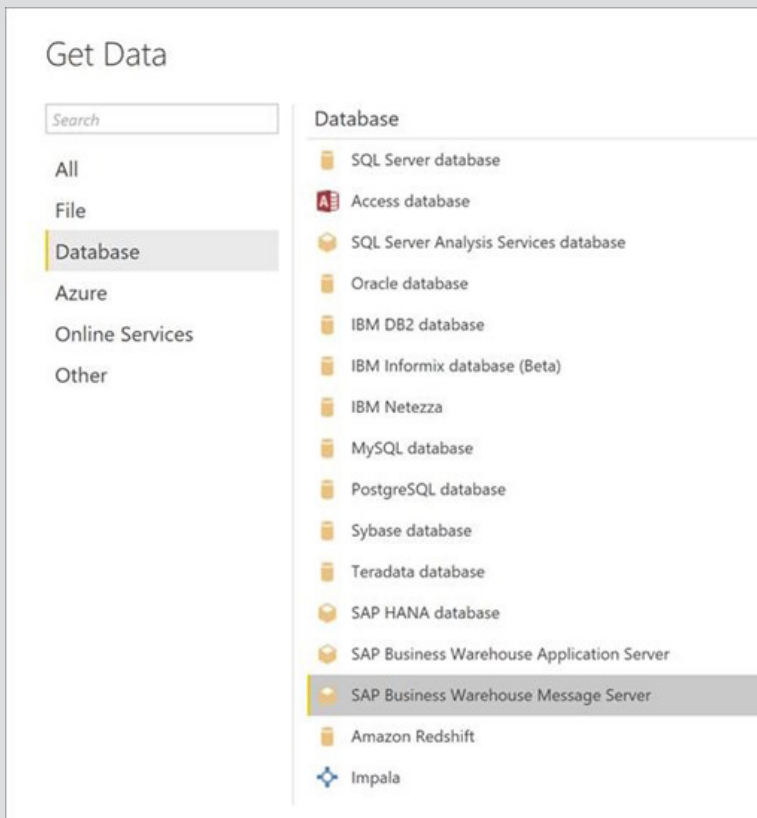 Get Data
Search
All
File
Database
Azure
Online Services
Other
Database
SQL Server database
Access database
SQL Server Analysis Services database
Oracle database
IBM DB2 database
IBM Informix database (Beta)
IBM Netezza
MySQL database
PostgreSQL database
Sybase database
Teradata database
SAP HANA database
SAP Business Warehouse Application Server
SAP Business Warehouse Message Server
Amazon Redshift
Impala